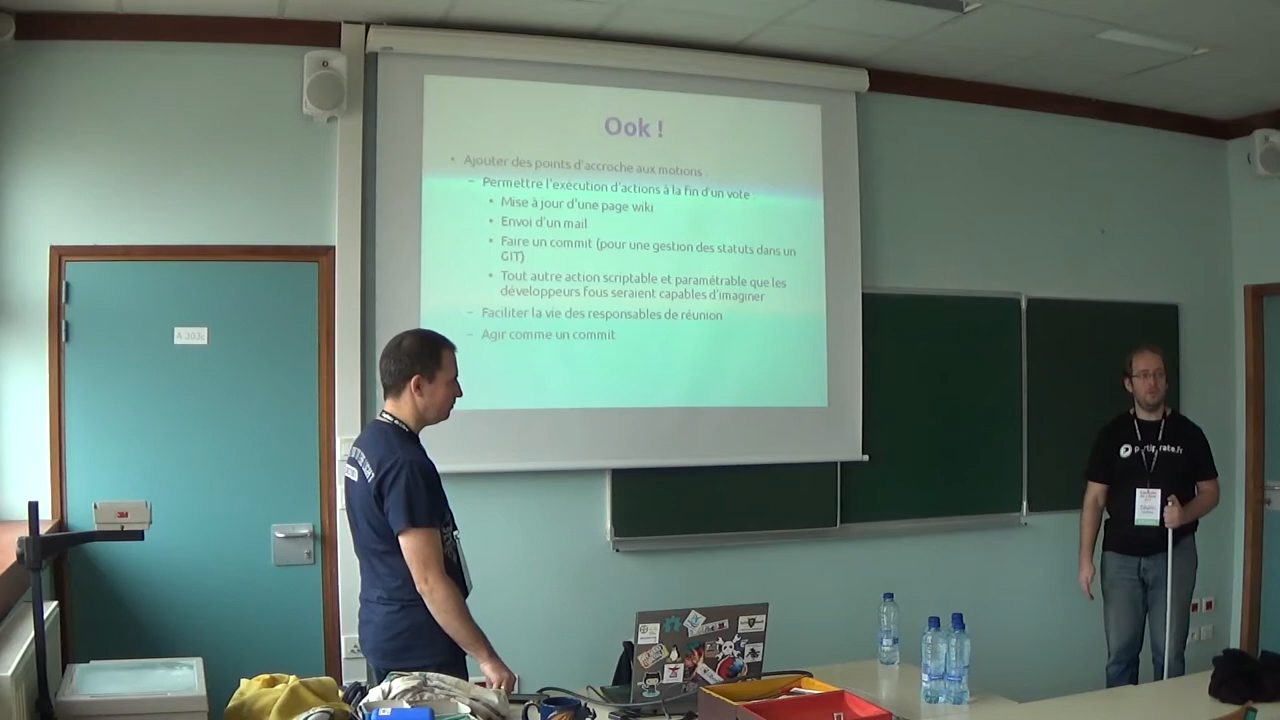 Ook !
• Ajouter des points d'accroche aux motions :
– Permettre l'exécution d'actions à la fin d'un vote :
• Mise à jour d'une page wiki
• Envoi d'un mail
• Faire un commit (pour une gestion des statuts dans un
GIT)
• Tout autre action scriptable et paramétrable que les
développeurs fous seraient capables d'imaginer
– Faciliter la vie des responsables de réunion
– Agir comme un commit
A 203c
3M